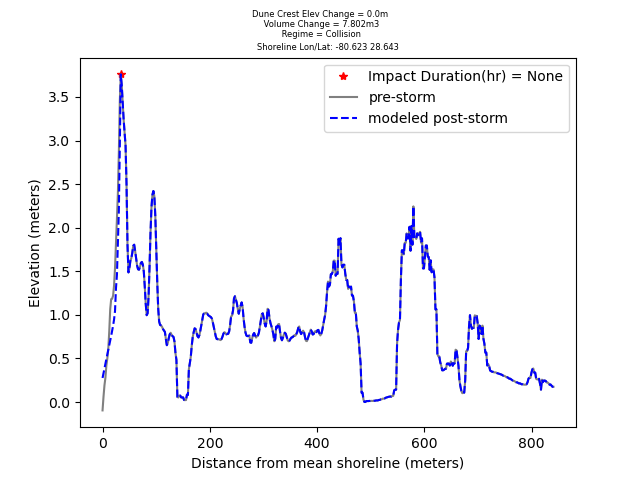 Dune Crest Elev Change = 0.0m
Volume Change = 7.802m3
Regime = Collision
Shoreline Lon/Lat: -80.623 28.643
Impact Duration(hr) = None
pre-storm
modeled post-storm
3.5
3.0
2.5
2.0
1.5
1.0
0.5
0.0
Elevation (meters)
0 200 400 600 800
Distance from mean shoreline (meters)